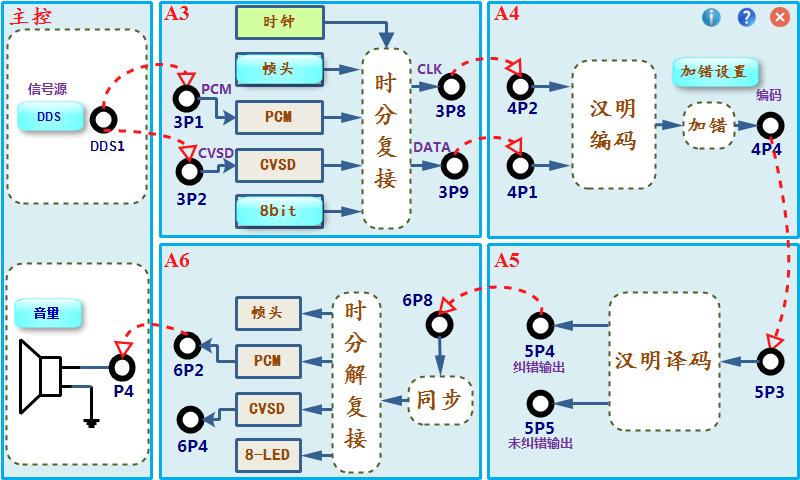 主控
信号源
DDS
DDS1
音量
P4
A3
时钟
帧头
PCM
3P1
PCM
CVSD
3P2
CVSD
8bit
时分复接
CLK
3P8
DATA
3P9
A4
加错设置
4P2
4P1
汉明编码
加错
编码
4P4
A6
帧头
6P2
PCM
CVSD
6P4
8-LED
时分解复接
6P8
同步
A5
5P4
纠错输出
汉明译码
5P3
5P5
未纠错输出